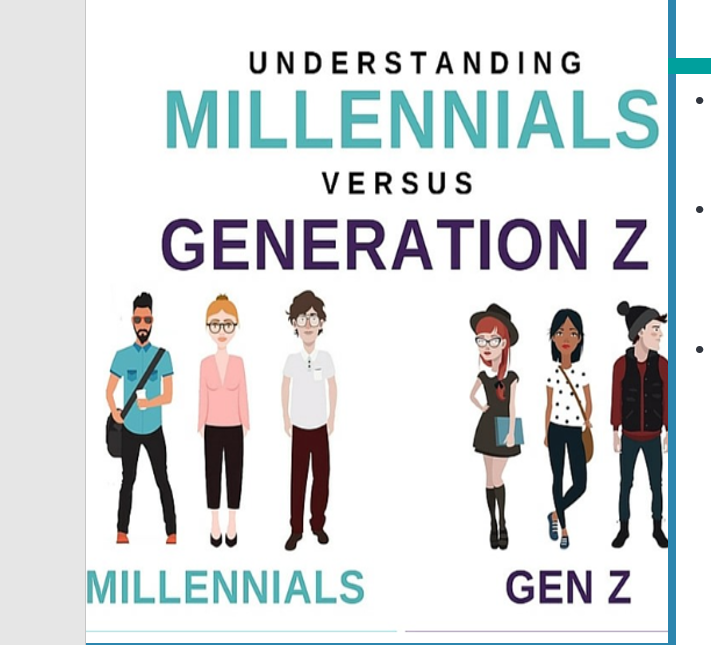 UNDERSTANDING
MILLENNIALS
VERSUS
GENERATION Z
MILLENNIALS
GEN Z